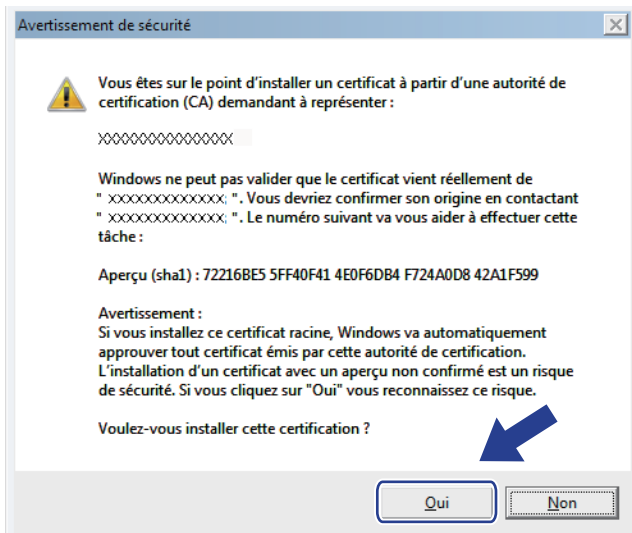 Avertissement de sécurité
Vous êtes sur le point d'installer un certificat à partir d'une autorité de
certification (CA) demandant à représenter :
XXXXXXXXXXXXXXX
Windows ne peut pas valider que le certificat vient réellement de
" XXXXXXXXXXXXX; ". Vous devriez confirmer son origine en contactant
" XXXXXXXXXXXXX; ". Le numéro suivant va vous aider à effectuer cette
tâche :
Aperçu (sha1) : 72216BE5 5FF40F41 4E0F6DB4 F724A0D8 42A1F599
Avertissement :
Si vous installez ce certificat racine, Windows va automatiquement
approuver tout certificat émis par cette autorité de certification.
L'installation d'un certificat avec un aperçu non confirmé est un risque
de sécurité. Si vous cliquez sur "Oui" vous reconnaissez ce risque.
Voulez-vous installer cette certification ?
Oui Non